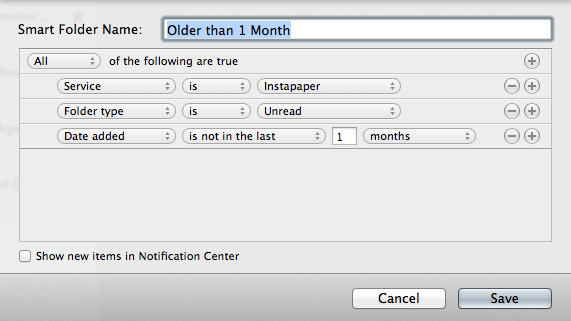 Smart Folder Name: Older than 1 Month
All of the following are true
Service is Instapaper
Folder type is Unread
Date added is not in the last 1 months
Show new items in Notification Center
Cancel Save